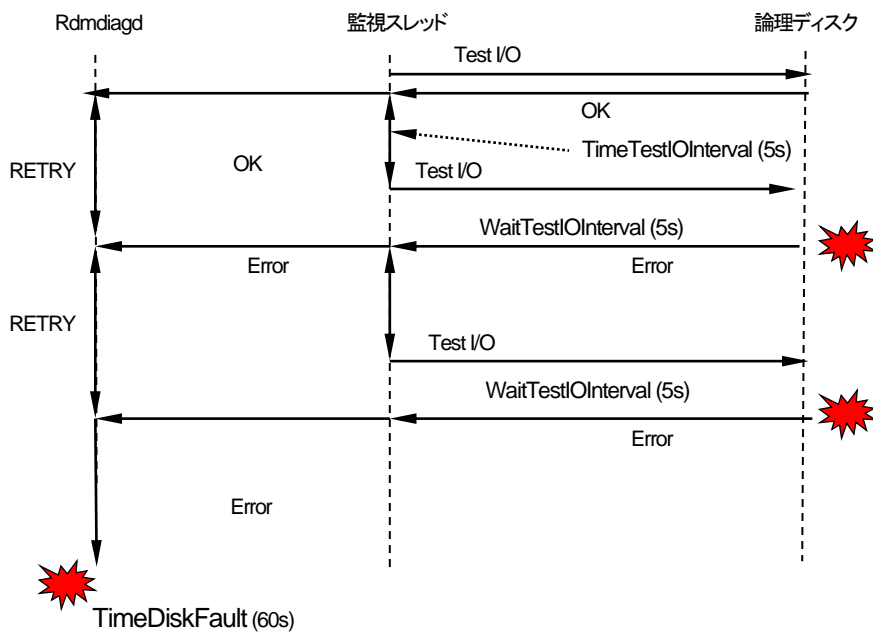 Rdmdiagd 監視スレッド 論理ディスク
Test I/O
OK
TimeTestIOInterval (5s)
RETRY
OK
Test I/O
WaitTestIOInterval (5s)
Error
Error
RETRY
Test I/O
WaitTestIOInterval (5s)
Error
Error
TimeDiskFault (60s)